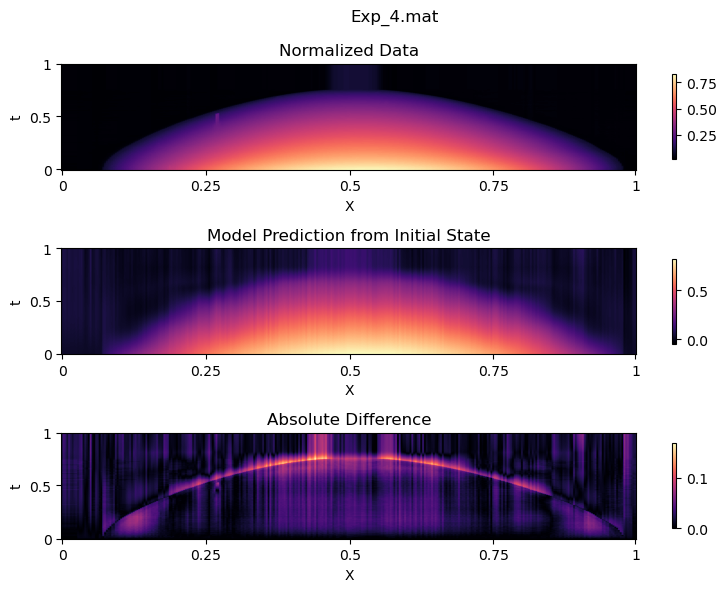 Exp_4.mat
Normalized Data
1
0.5
0
t
0 0.25 0.5 0.75 1
X
0.75
0.50
0.25
Model Prediction from Initial State
1
0.5
0
t
0 0.25 0.5 0.75 1
X
0.5
0.0
Absolute Difference
1
0.5
0
t
0 0.25 0.5 0.75 1
X
0.1
0.0